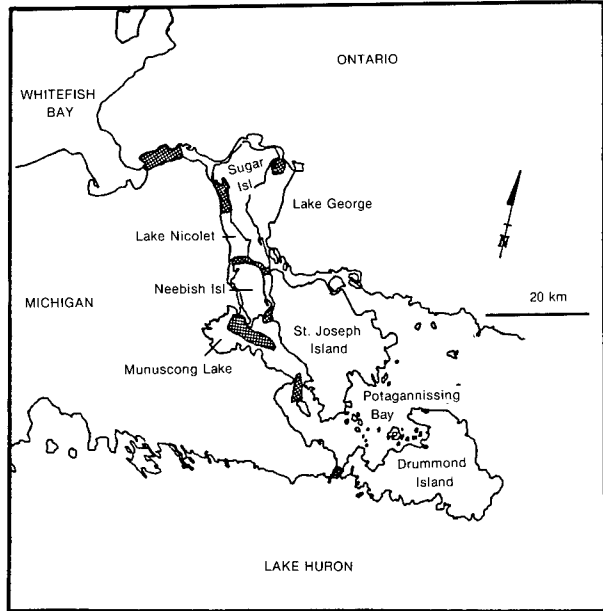 ONTARIO
WHITEFISH
BAY
Sugar
Isl
Lake George
Lake Nicolet
N
Neebish Isl
MICHIGAN
20 km
St. Joseph
Island
Munuscong Lake
Potagannissing
Bay
Drummond
Island
LAKE HURON